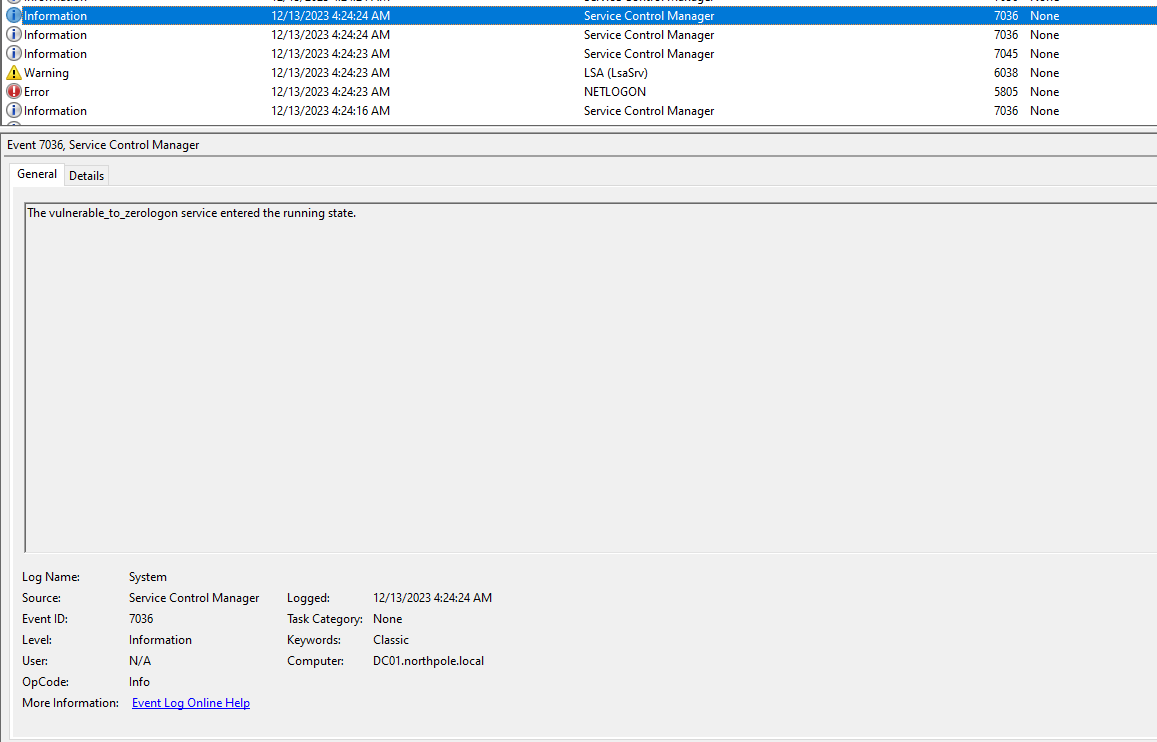 Information 12/13/2023 4:24:24 AM Service Control Manager 7036 None
Information 12/13/2023 4:24:24 AM Service Control Manager 7036 None
Information 12/13/2023 4:24:23 AM Service Control Manager 7045 None
Warning 12/13/2023 4:24:23 AM LSA (LsaSrv) 6038 None
Error 12/13/2023 4:24:23 AM NETLOGON 5805 None
Information 12/13/2023 4:24:16 AM Service Control Manager 7036 None
Event 7036, Service Control Manager
General Details
The vulnerable_to_zerologon service entered the running state.
Log Name: System
Source: Service Control Manager Logged: 12/13/2023 4:24:24 AM
Event ID: 7036 Task Category: None
Level: Information Keywords: Classic
User: N/A Computer: DC01.northpole.local
OpCode: Info
More Information: Event Log Online Help